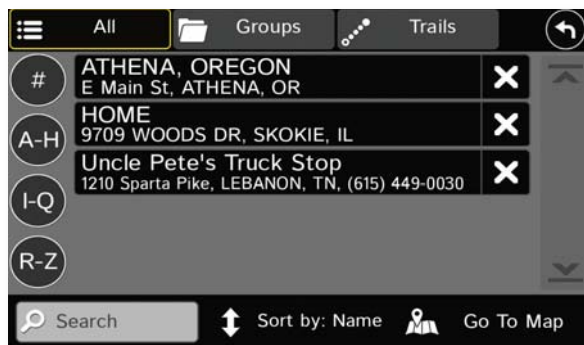 All Groups Trails
#
ATHENA, OREGON
E Main St, ATHENA, OR
A-H
HOME
9709 WOODS DR, SKOKIE, IL
Uncle Pete's Truck Stop
1210 Sparta Pike, LEBANON, TN, (615) 449-0030
I-Q
R-Z
Search Sort by: Name Go To Map